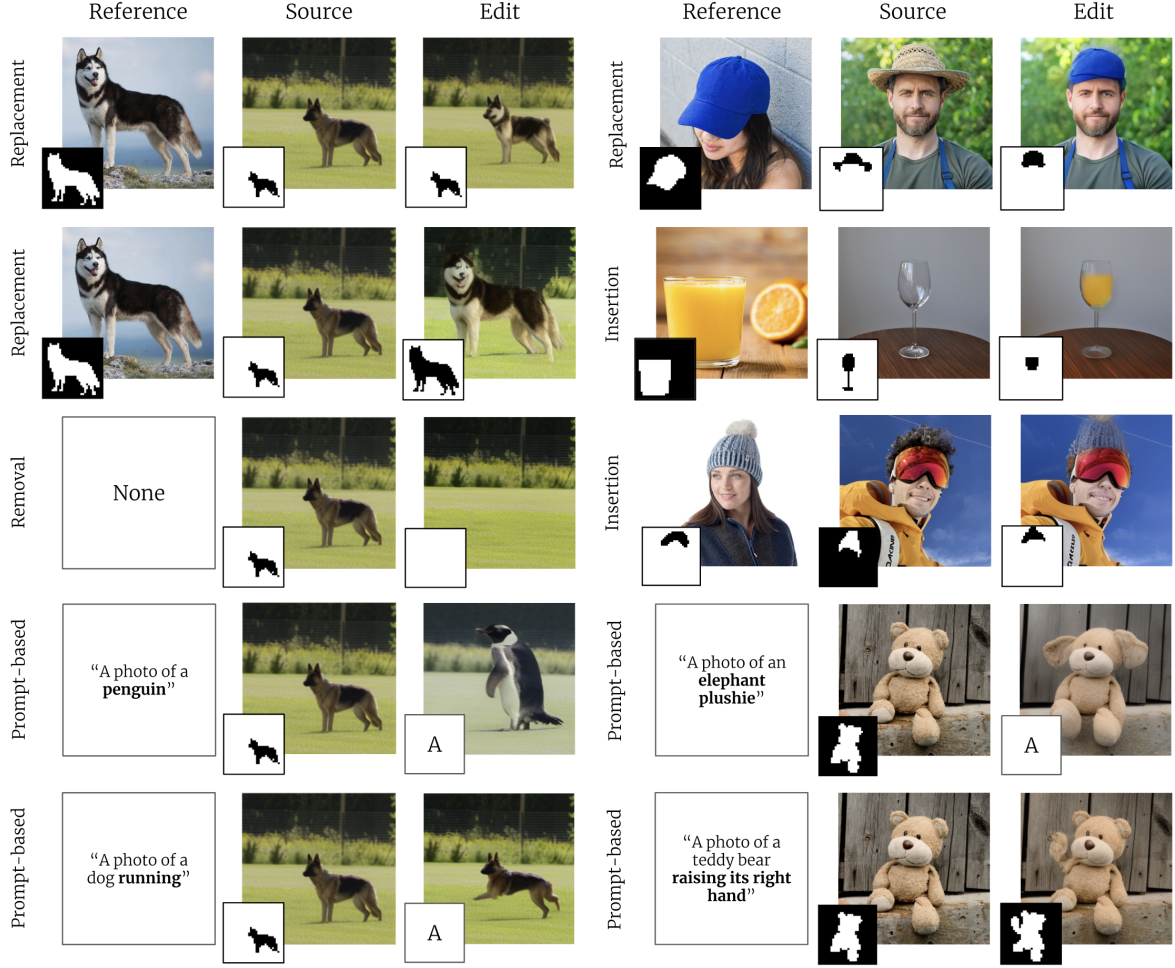 Reference
Source
Edit
Reference
Source
Edit
Replacement
Replacement
Replacement
Insertion
Removal
None
Insertion
Prompt-based
“A photo of a
penguin”
A
Prompt-based
“A photo of an
elephant
plushie”
A
Prompt-based
“A photo of a
dog running”
A
Prompt-based
“A photo of a
teddy bear
raising its right
hand”